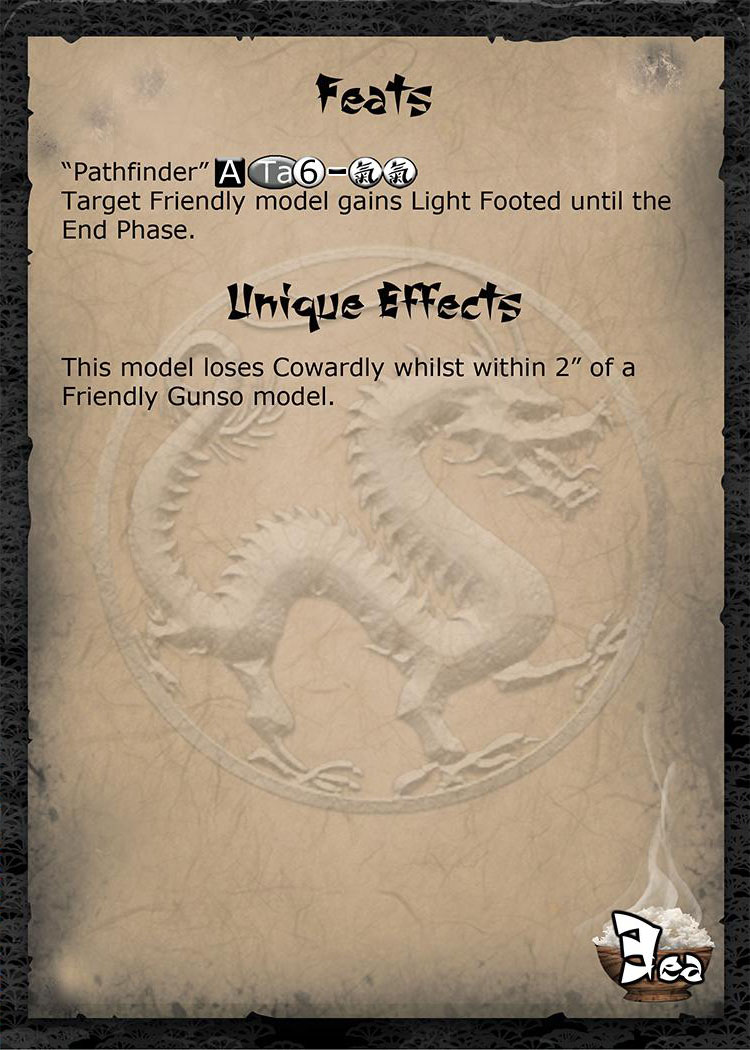 Feats
“Pathfinder” A Ta6-氣氣
Target Friendly model gains Light Footed until the
End Phase.
Unique Effects
This model loses Cowardly whilst within 2” of a
Friendly Gunso model.
3ea